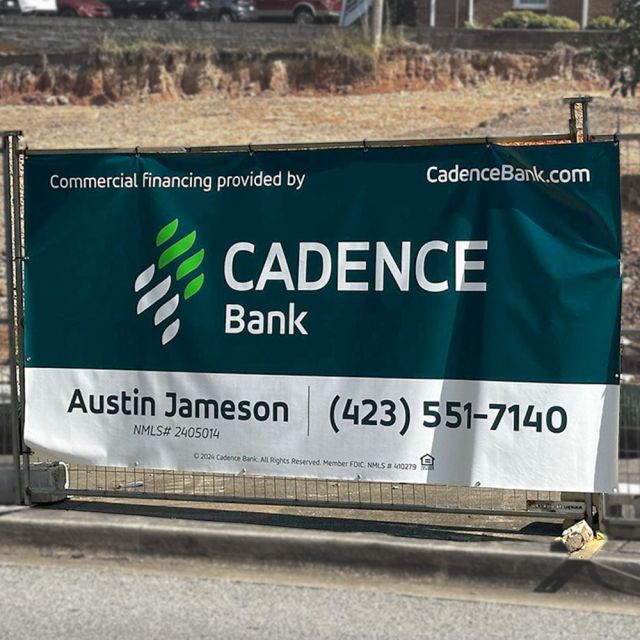 Commercial financing provided by
CadenceBank.com
CADENCE
Bank
Austin Jameson
(423) 551-7140
NMLS# 2405014
© 2024 Cadence Bank. All Rights Reserved. Member FDIC. NMLS # 410279